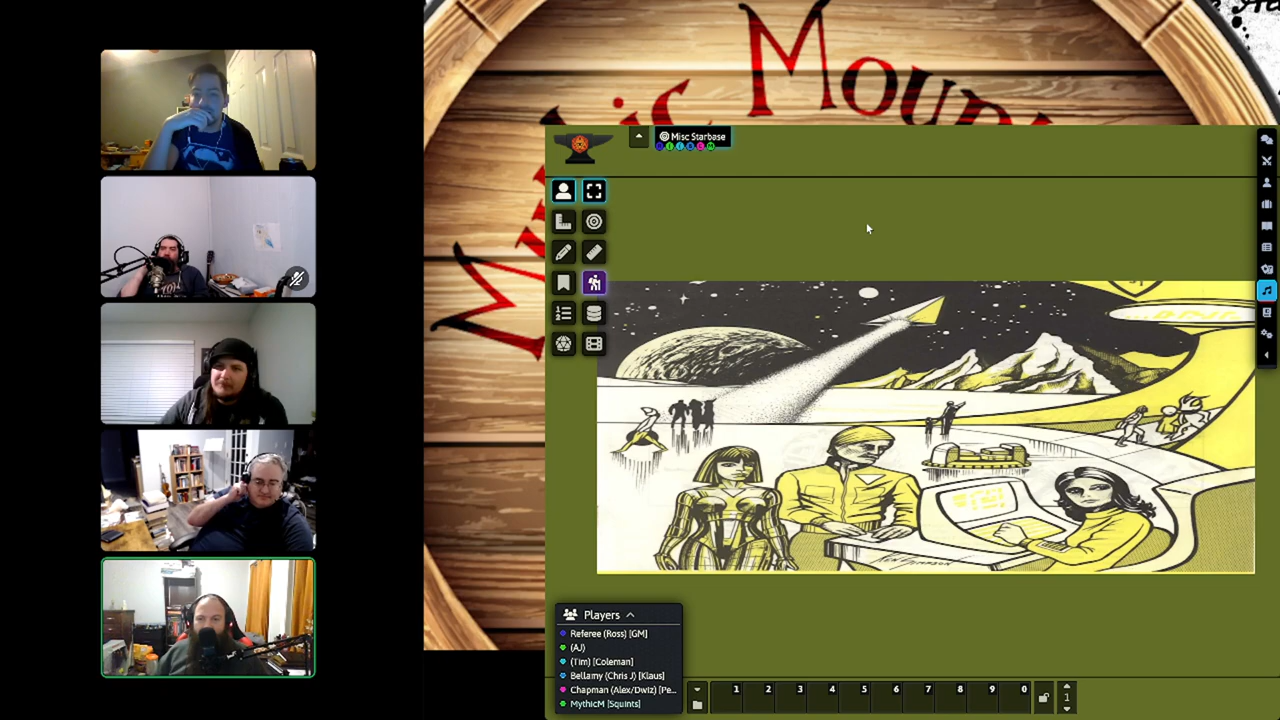 Misc Starbase
Players
Referee (Ross) [GM]
(AJ)
(Tim) [Coleman]
Bellamy (Chris J) [Klaus]
Chapman (Alex/Dwiz) [Pe...
MythicM [Squints]
1 2 3 4 5 6 7 8 9 0
1